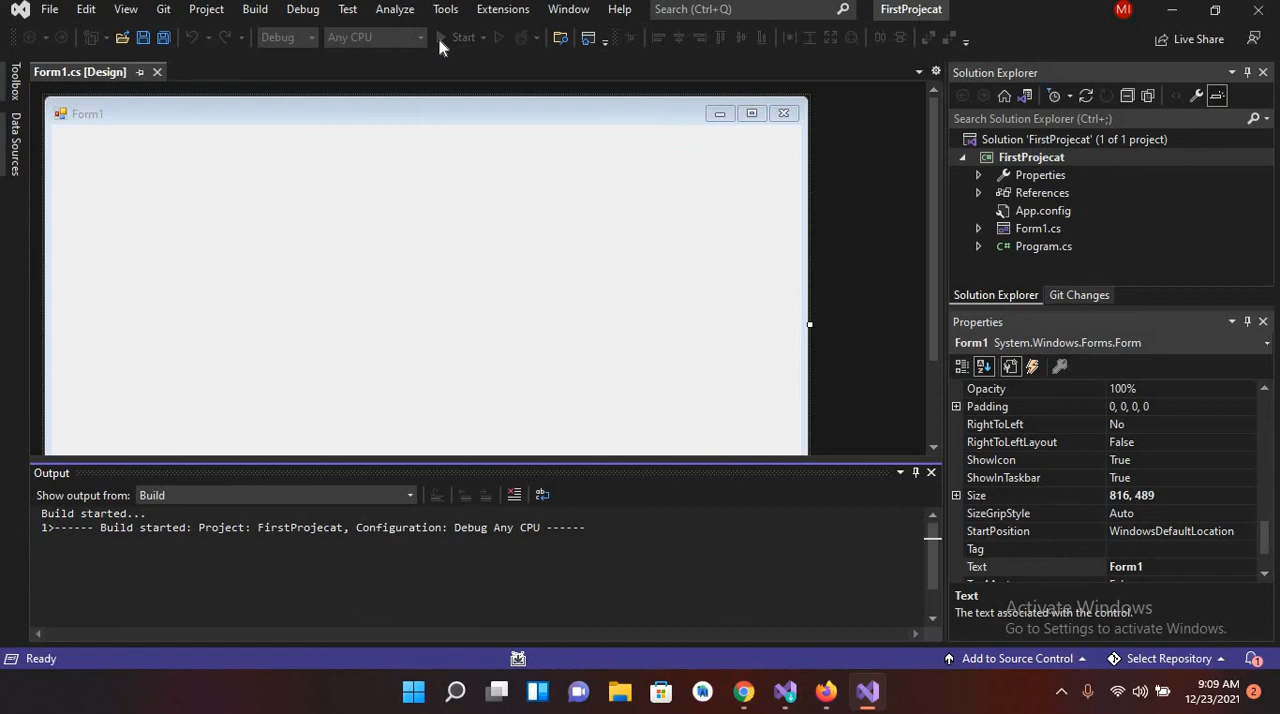 File Edit View Git Project Build Debug Test Analyze Tools Extensions Window Help Search (Ctrl+Q) FirstProjecat MI
Debug Any CPU Start Live Share
Toolbox
Data Sources
Form1.cs [Design]
Form1
Output
Show output from: Build
Build started...
1>------ Build started: Project: FirstProjecat, Configuration: Debug Any CPU ------
Solution Explorer
Search Solution Explorer (Ctrl+;)
Solution 'FirstProjecat' (1 of 1 project)
FirstProjecat
Properties
References
App.config
Form1.cs
Program.cs
Solution Explorer Git Changes
Properties
Form1 System.Windows.Forms.Form
Opacity 100%
Padding 0, 0, 0, 0
RightToLeft No
RightToLeftLayout False
ShowIcon True
ShowInTaskbar True
Size 816, 489
SizeGripStyle Auto
StartPosition WindowsDefaultLocation
Tag
Text Form1
Text
The text associated with the control.
Activate Windows
Go to Settings to activate Windows.
Ready Add to Source Control Select Repository 1
9:09 AM
12/23/2021 2